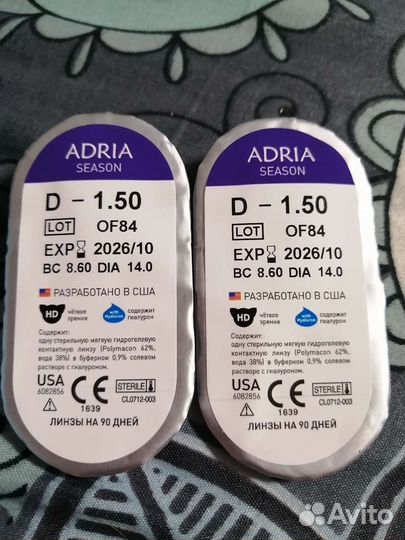 ADRIA
SEASON
D - 1.50
LOT OF84
EXP 2026/10
BC 8.60 DIA 14.0
РАЗРАБОТАНО В США
HD чёткое зрение with Hyaluron содержит гиалурон
Содержит:
одну стерильную мягкую гидрогелевую
контактную линзу (Polymacon 62%,
вода 38%) в буферном 0.9% солевом
растворе с гиалуроном.
USA
6082856
CE
1639
STERILE
CL0712-003
ЛИНЗЫ НА 90 ДНЕЙ
ADRIA
SEASON
D - 1.50
LOT OF84
EXP 2026/10
BC 8.60 DIA 14.0
РАЗРАБОТАНО В США
HD чёткое зрение with Hyaluron содержит гиалурон
Содержит:
одну стерильную мягкую гидрогелевую
контактную линзу (Polymacon 62%,
вода 38%) в буферном 0.9% солевом
растворе с гиалуроном.
USA
6082856
CE
1639
STERILE
CL0712-003
ЛИНЗЫ НА 90 ДНЕЙ
Avito